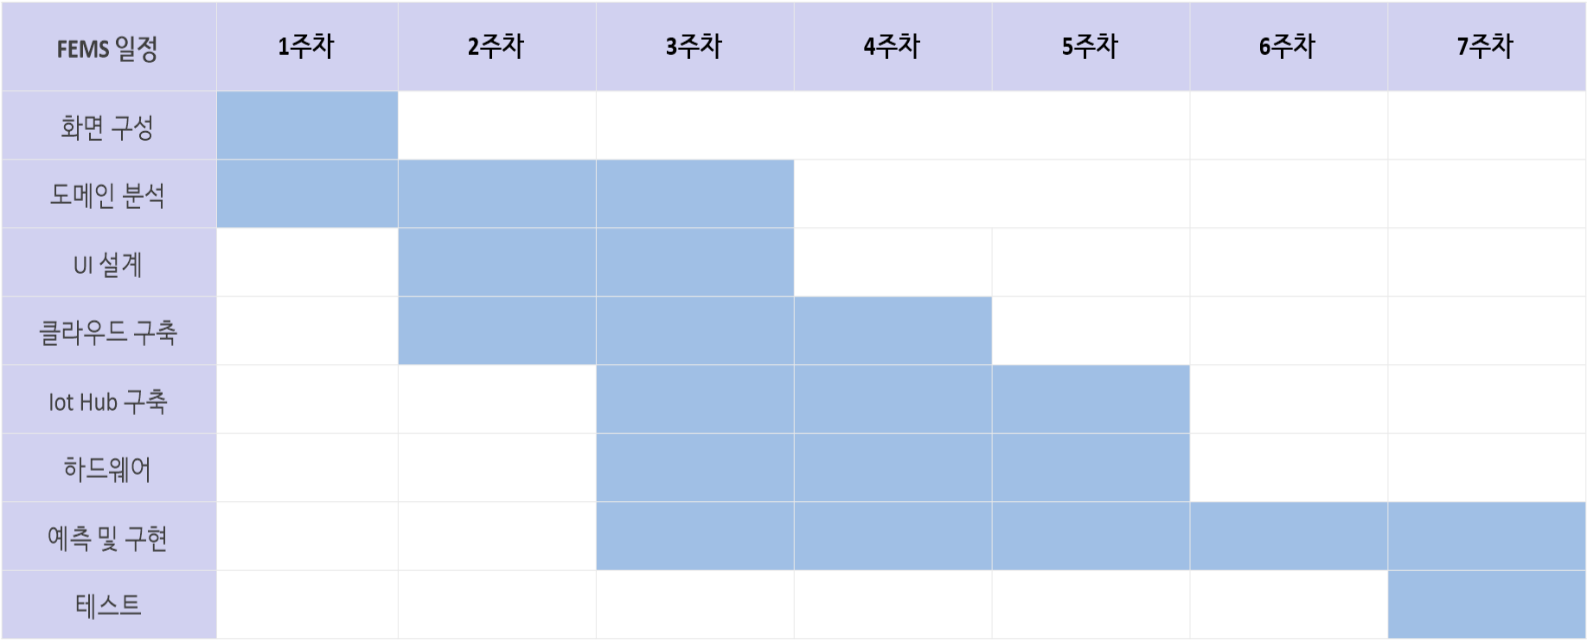 FEMS 일정 1주차 2주차 3주차 4주차 5주차 6주차 7주차
화면 구성
도메인 분석
UI 설계
클라우드 구축
Iot Hub 구축
하드웨어
예측 및 구현
테스트